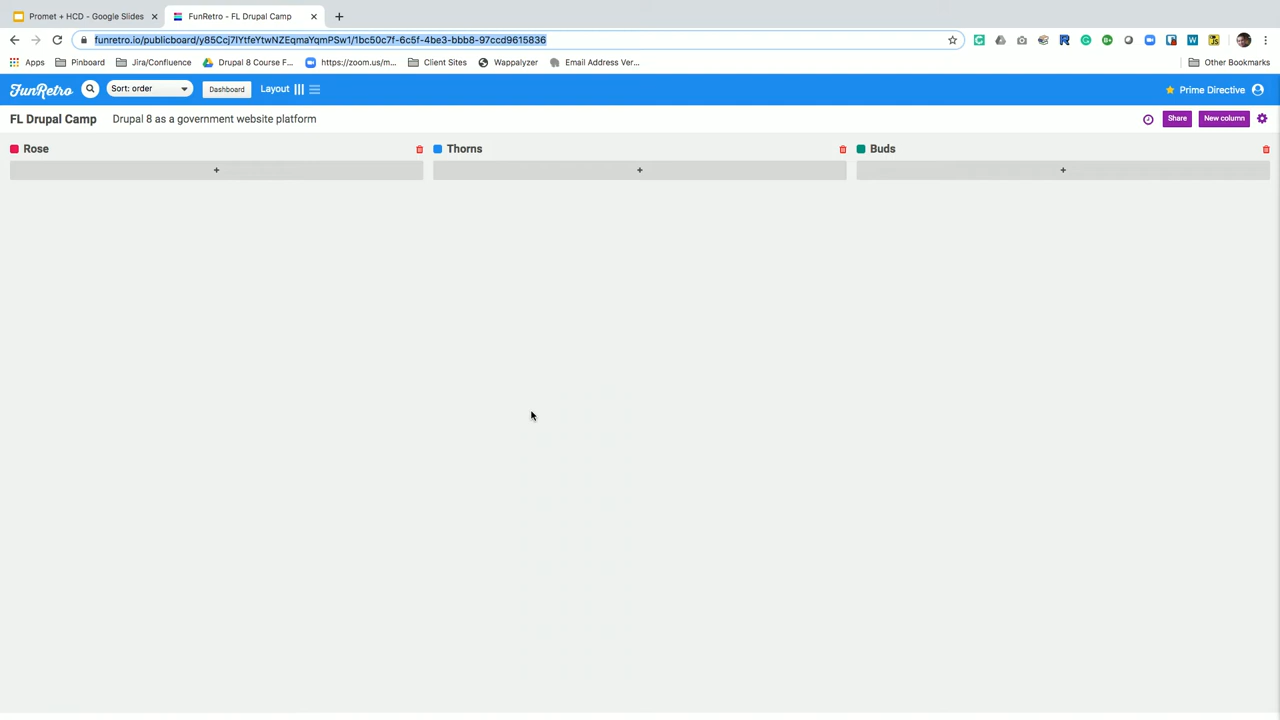 Promet + HCD - Google Slides
FunRetro - FL Drupal Camp
funretro.io/publicboard/y85Ccj7lYtfeYtwNZEqmaYqmPSw1/1bc50c7f-6c5f-4be3-bbb8-97ccd9615836
Apps Pinboard Jira/Confluence Drupal 8 Course F... https://zoom.us/m... Client Sites Wappalyzer Email Address Ver... Other Bookmarks
FunRetro Sort: order Dashboard Layout Prime Directive
FL Drupal Camp Drupal 8 as a government website platform Share New column
Rose Thorns Buds
+ + +